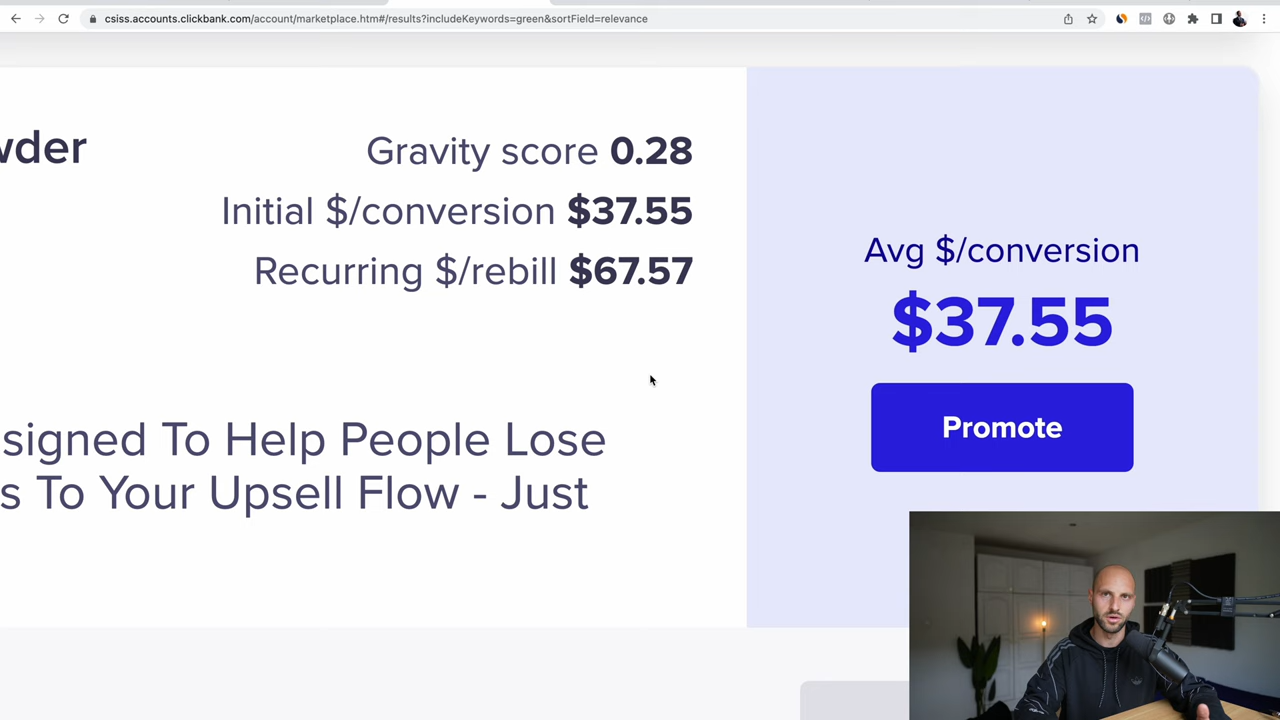 csiss.accounts.clickbank.com/account/marketplace.htm#/results?includeKeywords=green&sortField=relevance
wder
Gravity score 0.28
Initial $/conversion $37.55
Recurring $/rebill $67.57
signed To Help People Lose
s To Your Upsell Flow - Just
Avg $/conversion
$37.55
Promote